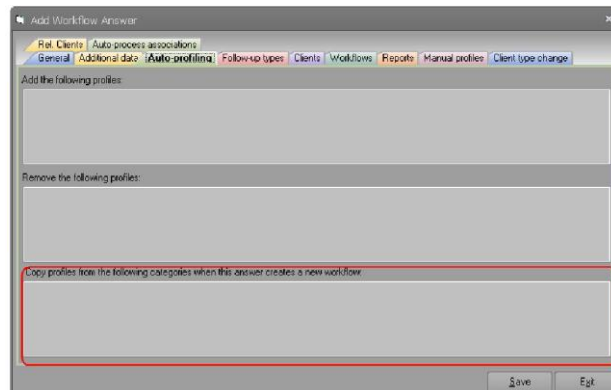 Add Workflow Answer
Rel. Clients Auto-process associations
General Additional data Auto-profiling Follow-up types Clients Workflows Reports Manual profiles Client type change
Add the following profiles:
Remove the following profiles:
Copy profiles from the following categories when this answer creates a new workflow:
Save Exit